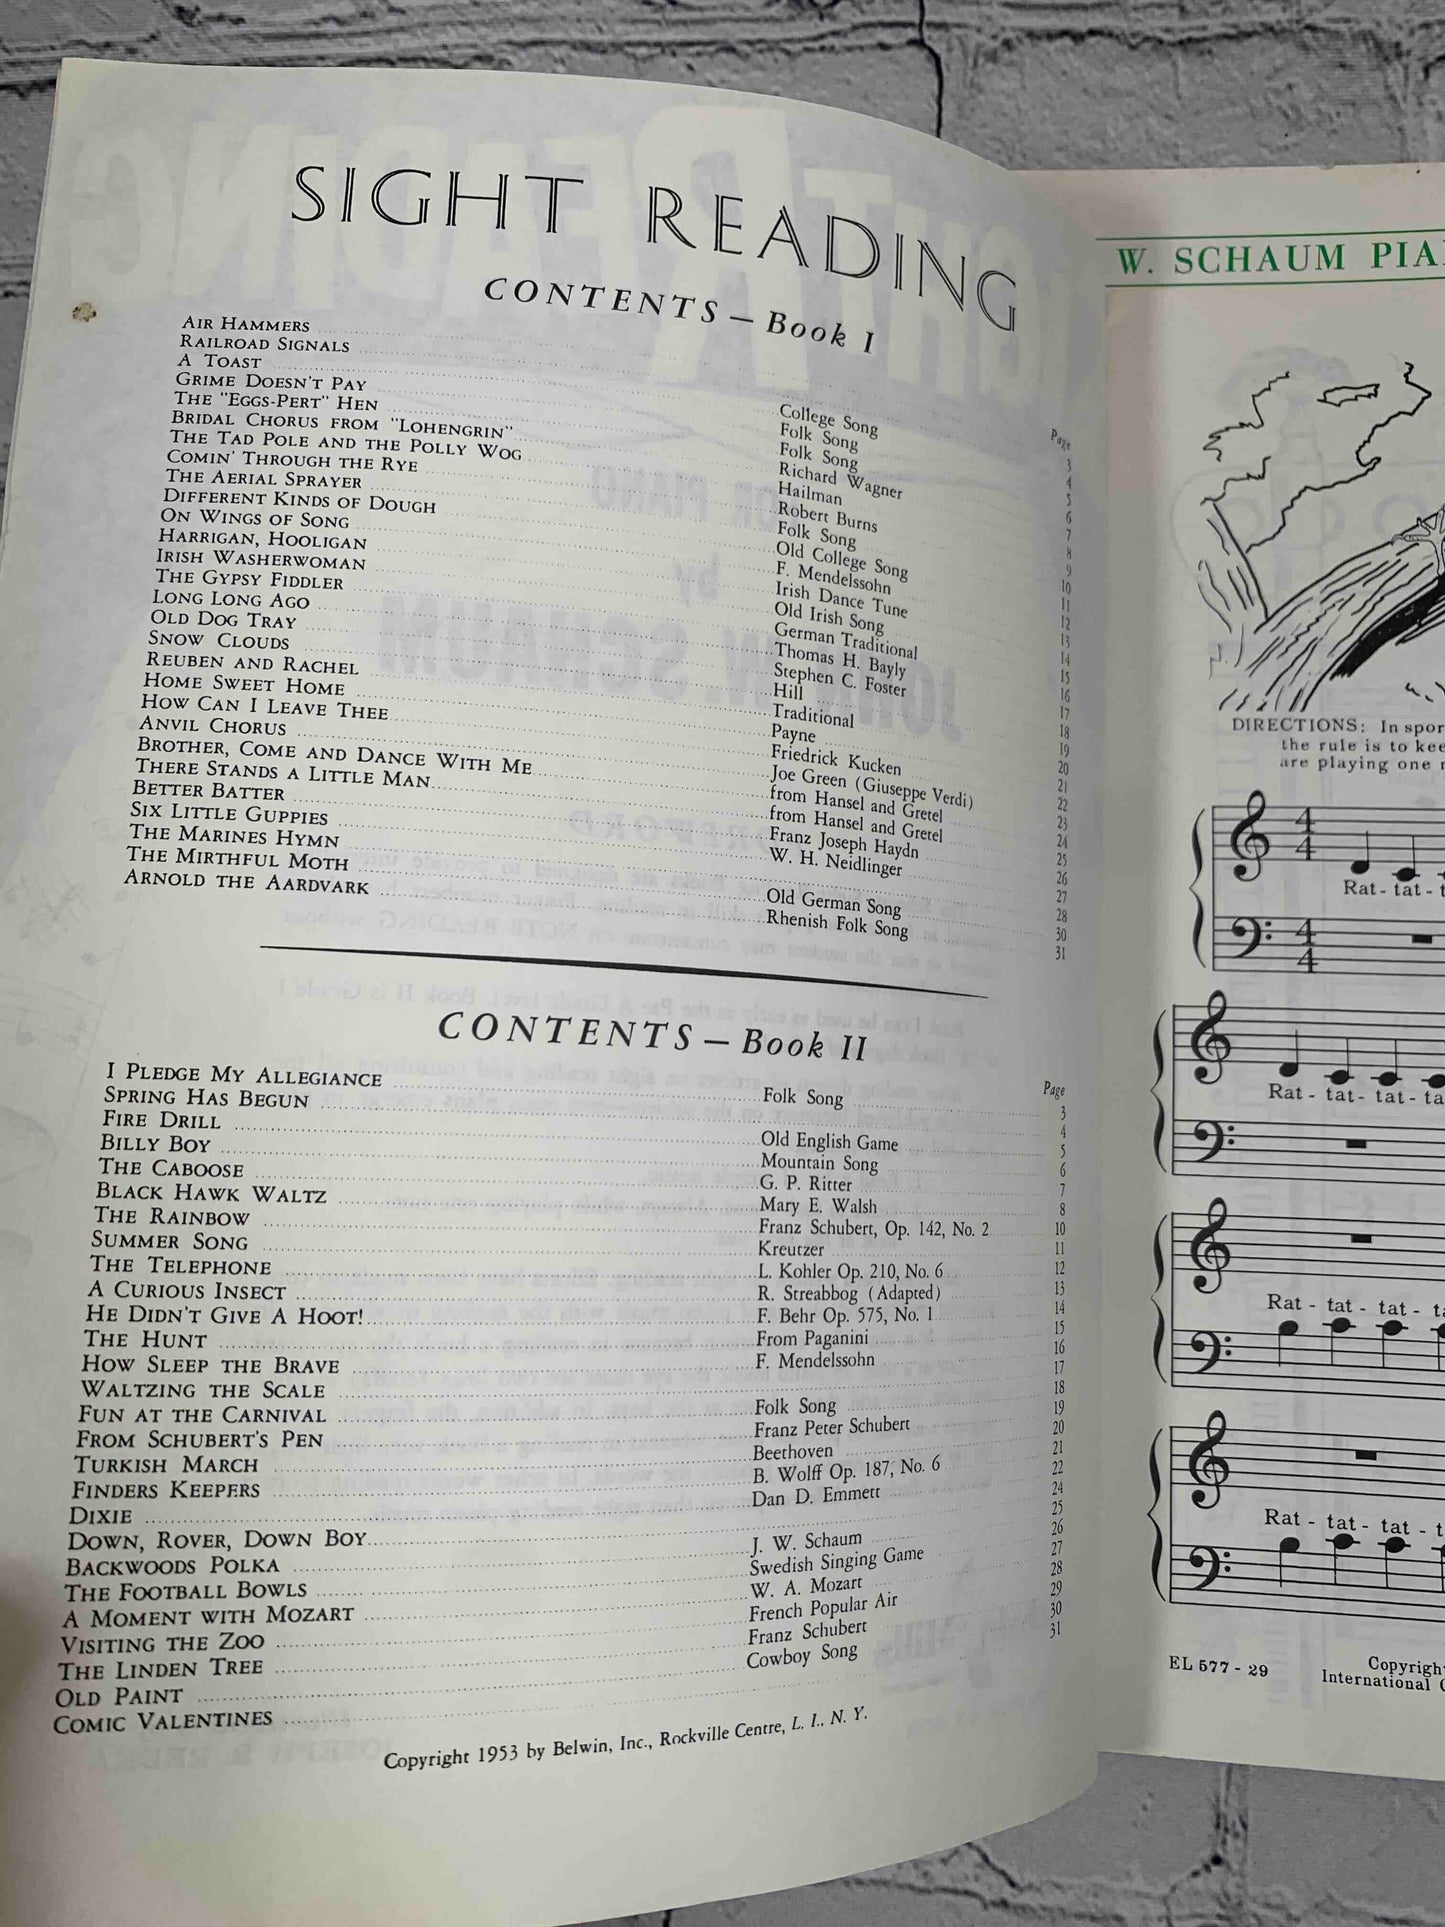 SIGHT READING
CONTENTS – Book I
Page
AIR HAMMERS 3
RAILROAD SIGNALS 4
A TOAST College Song 5
GRIME DOESN'T PAY Folk Song 6
THE "EGGS-PERT" HEN Folk Song 7
BRIDAL CHORUS FROM "LOHENGRIN" Richard Wagner 8
THE TAD POLE AND THE POLLY WOG Hailman 9
COMIN' THROUGH THE RYE Robert Burns 10
THE AERIAL SPRAYER Folk Song 11
DIFFERENT KINDS OF DOUGH Old College Song 12
ON WINGS OF SONG F. Mendelssohn 13
HARRIGAN, HOOLIGAN Irish Dance Tune 14
IRISH WASHERWOMAN Old Irish Song 15
THE GYPSY FIDDLER German Traditional 16
LONG LONG AGO Thomas H. Bayly 17
OLD DOG TRAY Stephen C. Foster 18
SNOW CLOUDS Hill 19
REUBEN AND RACHEL Traditional 20
HOME SWEET HOME Payne 21
HOW CAN I LEAVE THEE Friedrick Kucken 22
ANVIL CHORUS Joe Green (Giuseppe Verdi) 23
BROTHER, COME AND DANCE WITH ME from Hansel and Gretel 24
THERE STANDS A LITTLE MAN from Hansel and Gretel 25
BETTER BATTER Franz Joseph Haydn 26
SIX LITTLE GUPPIES W. H. Neidlinger 27
THE MARINES HYMN 28
THE MIRTHFUL MOTH Old German Song 30
ARNOLD THE AARDVARK Rhenish Folk Song 31
CONTENTS – Book II
Page
I PLEDGE MY ALLEGIANCE Folk Song 3
SPRING HAS BEGUN 4
FIRE DRILL Old English Game 5
BILLY BOY Mountain Song 6
THE CABOOSE G. P. Ritter 7
BLACK HAWK WALTZ Mary E. Walsh 8
THE RAINBOW Franz Schubert, Op. 142, No. 2 10
SUMMER SONG Kreutzer 11
THE TELEPHONE L. Kohler Op. 210, No. 6 12
A CURIOUS INSECT R. Streabbog (Adapted) 13
HE DIDN'T GIVE A HOOT! F. Behr Op. 575, No. 1 14
THE HUNT From Paganini 15
HOW SLEEP THE BRAVE F. Mendelssohn 16
WALTZING THE SCALE 17
FUN AT THE CARNIVAL Folk Song 18
FROM SCHUBERT'S PEN Franz Peter Schubert 19
TURKISH MARCH Beethoven 20
FINDERS KEEPERS B. Wolff Op. 187, No. 6 21
DIXIE Dan D. Emmett 22
DOWN, ROVER, DOWN BOY 24
BACKWOODS POLKA J. W. Schaum 25
THE FOOTBALL BOWLS Swedish Singing Game 26
A MOMENT WITH MOZART W. A. Mozart 27
VISITING THE ZOO French Popular Air 28
THE LINDEN TREE Franz Schubert 29
OLD PAINT Cowboy Song 30
COMIC VALENTINES 31
Copyright 1953 by Belwin, Inc., Rockville Centre, L. I., N. Y.
W. SCHAUM PIA
DIRECTIONS: In spor
the rule is to kee
are playing one
Rat - tat - t
Rat - tat - tat - ta
Rat - tat - tat - ta
Rat - tat - tat - t
EL 577 - 29
Copyright
International C